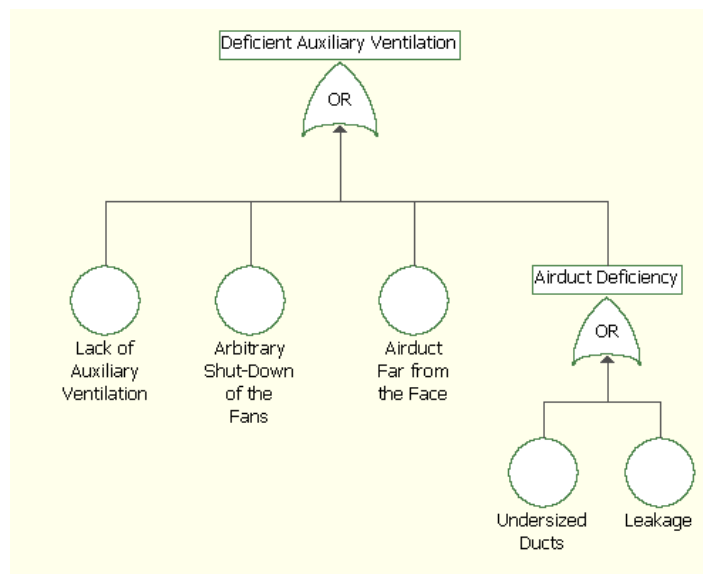 Deficient Auxiliary Ventilation
OR
Lack of
Auxiliary
Ventilation
Arbitrary
Shut-Down
of the
Fans
Airduct
Far from
the Face
Airduct Deficiency
OR
Undersized
Ducts
Leakage